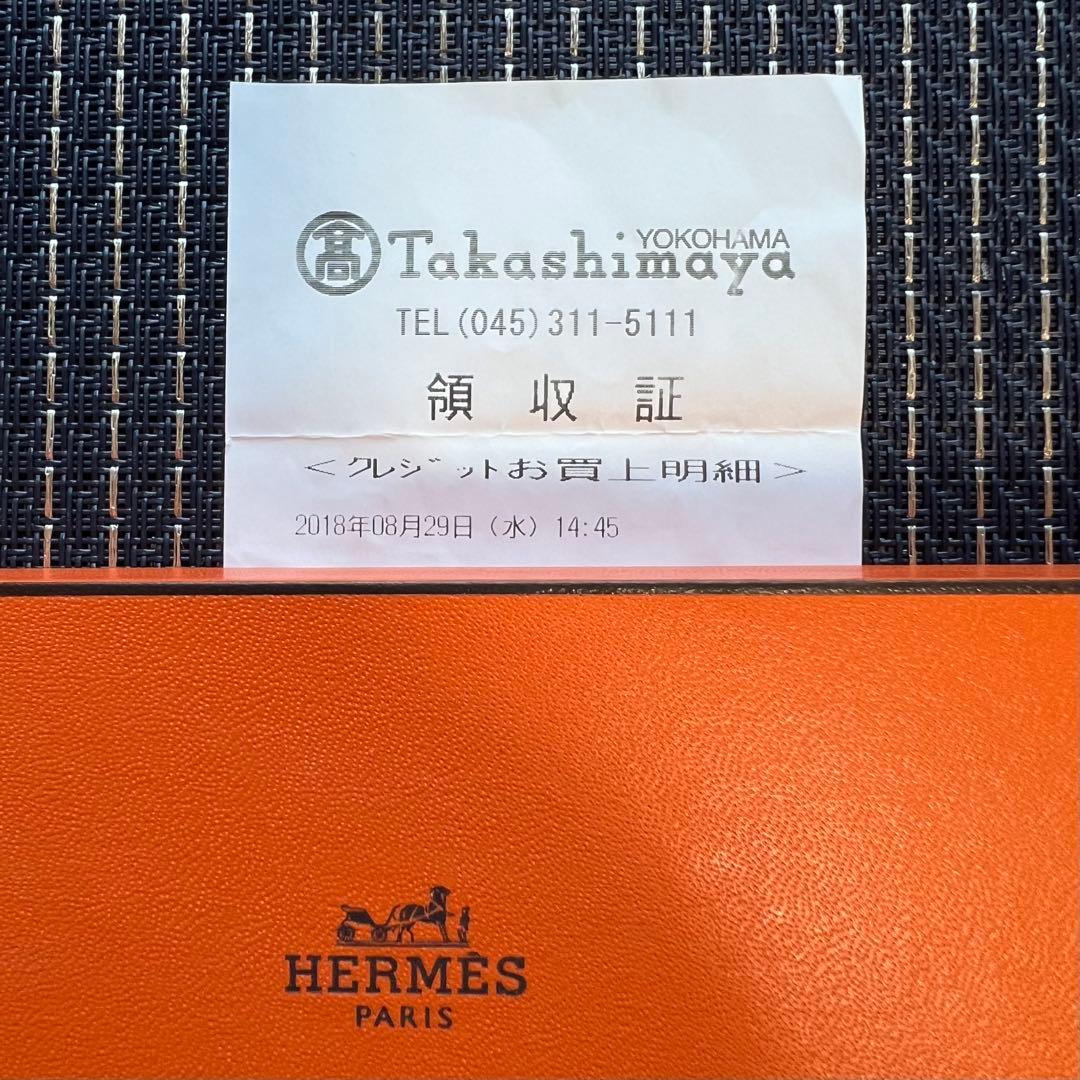 髙 Takashimaya YOKOHAMA
TEL(045)311-5111
領収証
<クレジットお買上明細>
2018年08月29日(水) 14:45
HERMÈS
PARIS